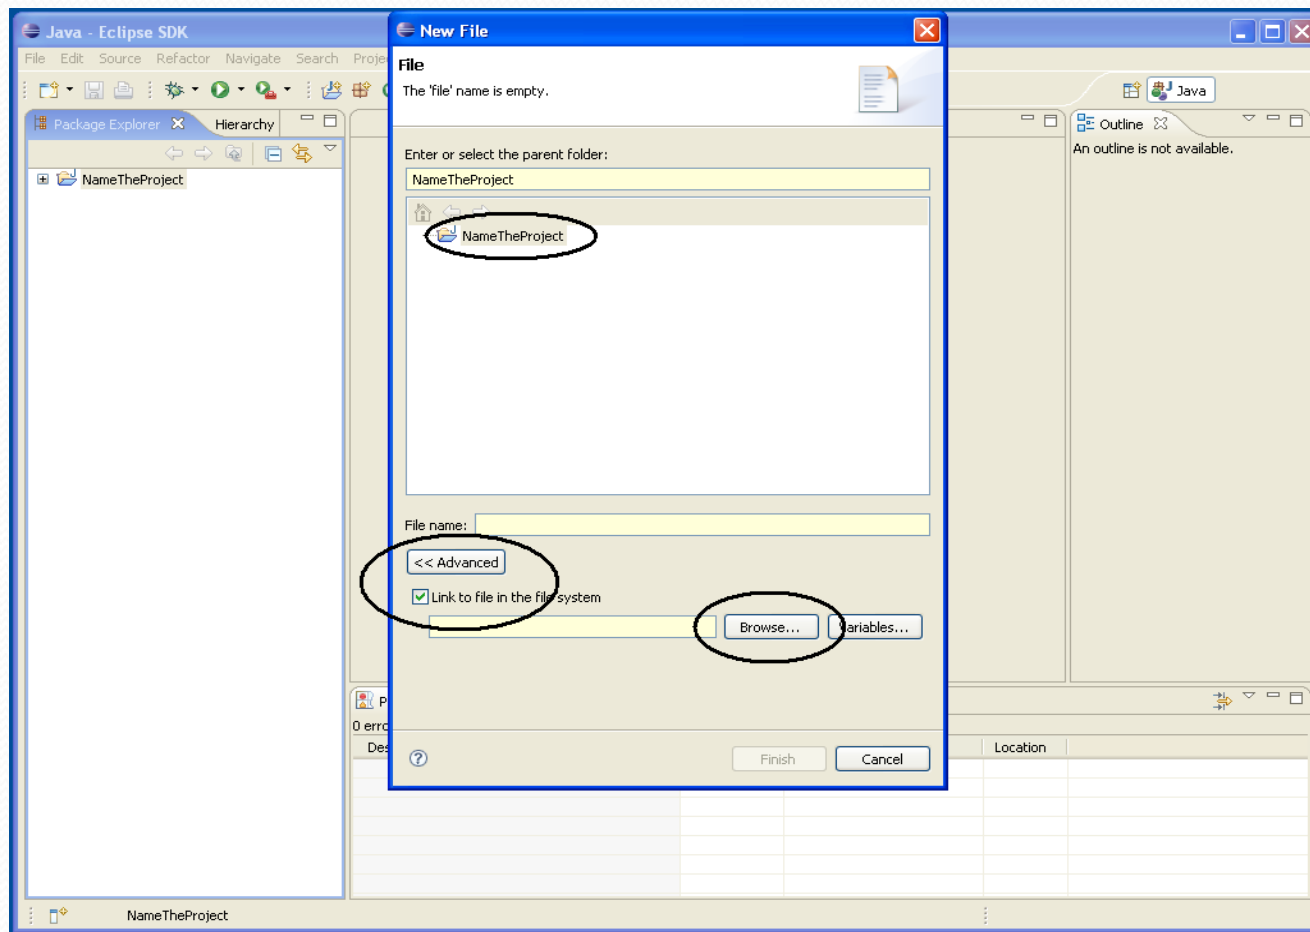 Java - Eclipse SDK
File Edit Source Refactor Navigate Search
Java
Package Explorer
Hierarchy
NameTheProject
New File
File
The 'file' name is empty.
Enter or select the parent folder:
NameTheProject
NameTheProject
File name:
<< Advanced
Link to file in the file system
Browse...
Variables...
Finish
Cancel
Outline
An outline is not available.
0
Location
NameTheProject